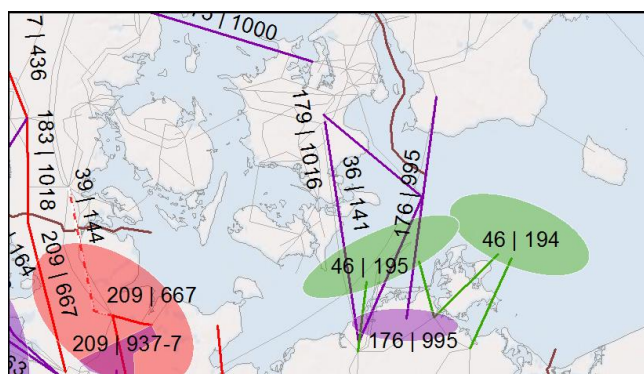 | 1000
7 | 436
183 | 1018
39 | 144
179 | 1016
36 | 141
176 | 995
| 164
209 | 667
46 | 195
46 | 194
209 | 667
209 | 937-7
176 | 995